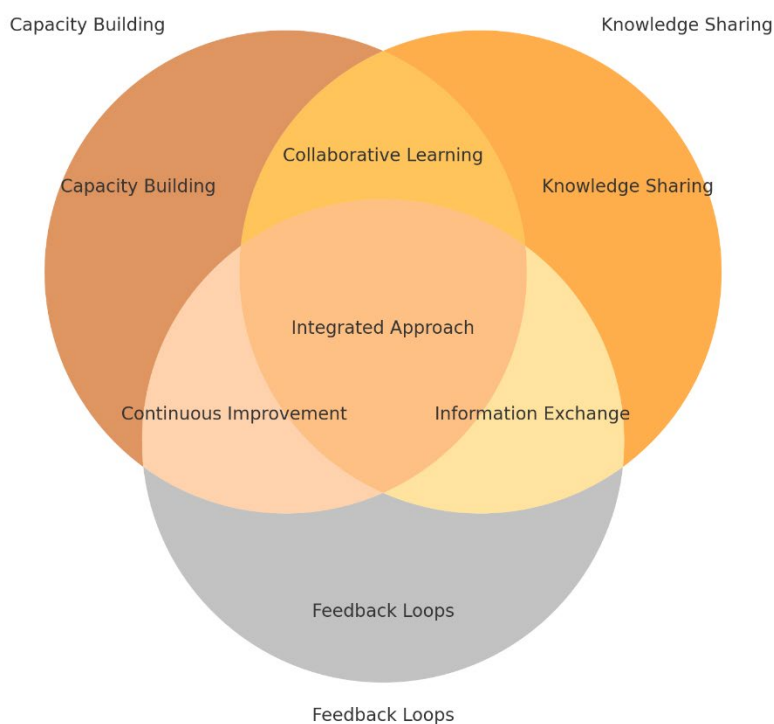 Capacity Building
Knowledge Sharing
Collaborative Learning
Capacity Building
Knowledge Sharing
Integrated Approach
Continuous Improvement
Information Exchange
Feedback Loops
Feedback Loops